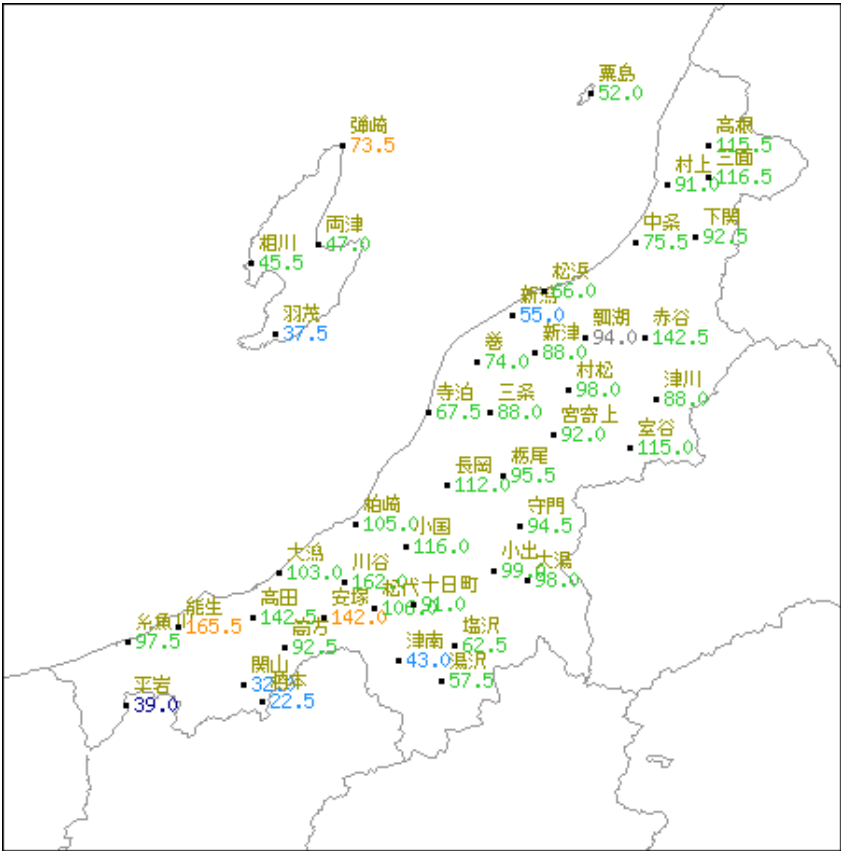 粟島
52.0
弾崎
73.5
高根
115.5
三面
116.5
村上
91.0
両津
47.0
相川
45.5
中条
75.5
下関
92.5
松浜
66.0
新潟
55.0
羽茂
37.5
瓢湖
94.0
赤谷
142.5
巻
74.0
新津
88.0
村松
98.0
津川
88.0
寺泊
67.5
三条
88.0
宮寄上
92.0
室谷
115.0
長岡
112.0
栃尾
95.5
柏崎
105.0
小国
116.0
守門
94.5
大潟
103.0
川谷
162.0
小出
99.0
大湯
98.0
能生
165.5
糸魚川
97.5
高田
142.5
安塚
142.0
松代
十日町
91.0
92.5
津南
43.0
塩沢
62.5
湯沢
57.5
関山
22.5
平岩
39.0